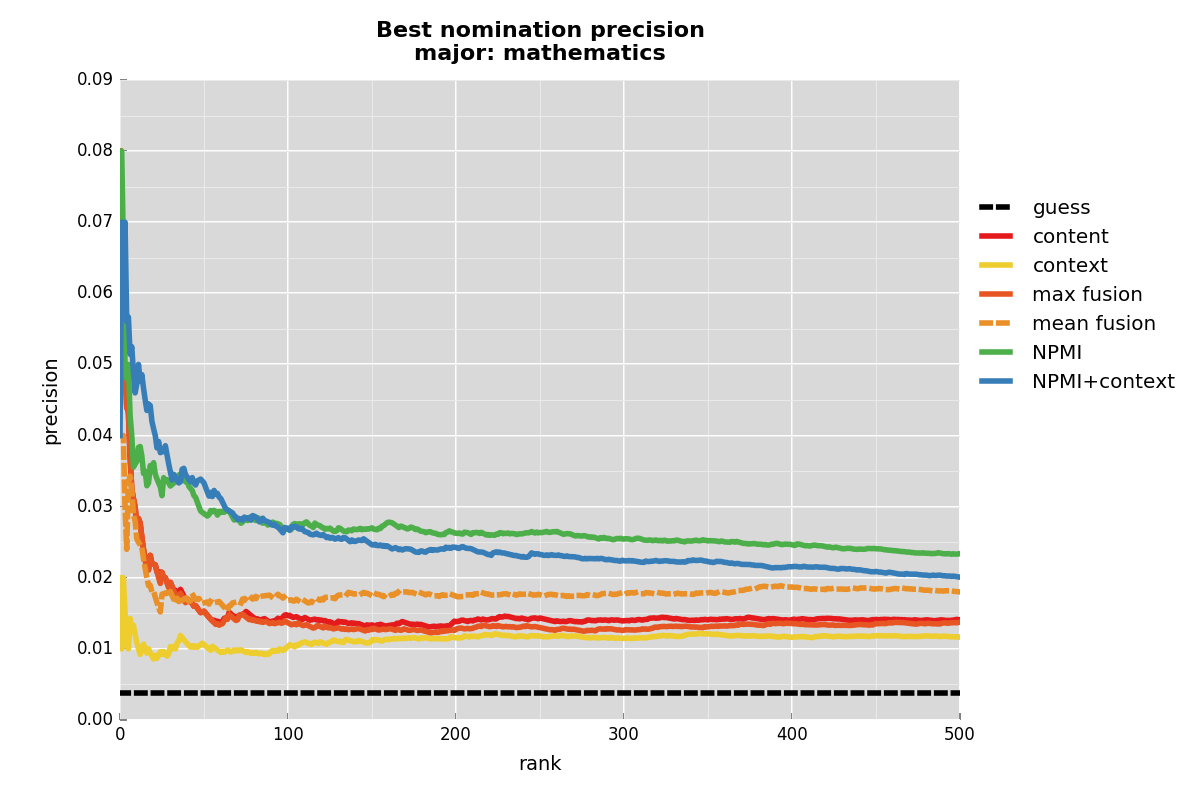 Best nomination precision
major: mathematics
0.09
0.08
0.07
0.06
0.05
0.04
0.03
0.02
0.01
0.00
precision
0 100 200 300 400 500
rank
guess
content
context
max fusion
mean fusion
NPMI
NPMI+context